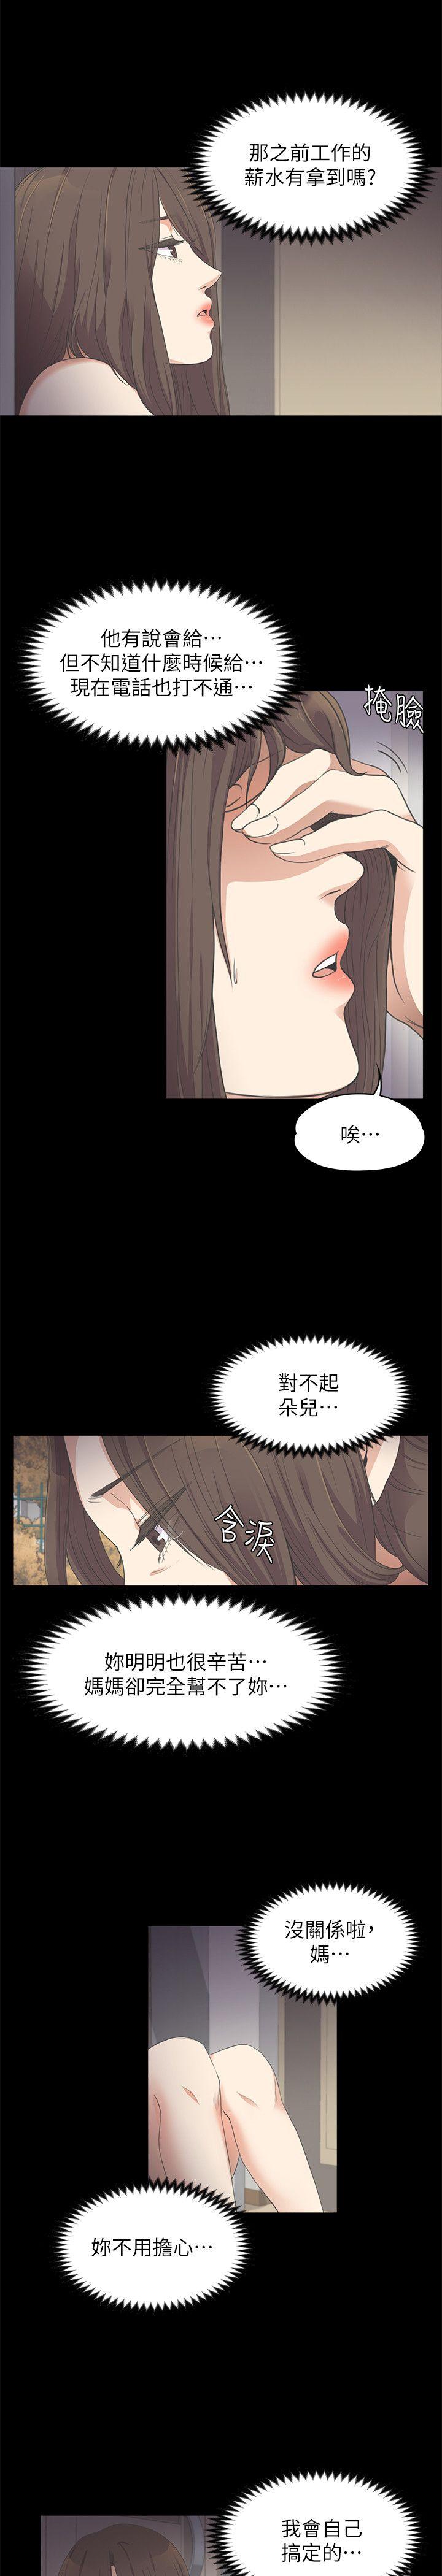 那之前工作的
薪水有拿到嗎?
他有說會給…
但不知道什麼時候給…
現在電話也打不通…
掩臉
唉…
對不起
朵兒…
含淚
妳明明也很辛苦…
媽媽卻完全幫不了妳…
沒關係啦，
媽…
妳不用擔心…
我會自己
搞定的…